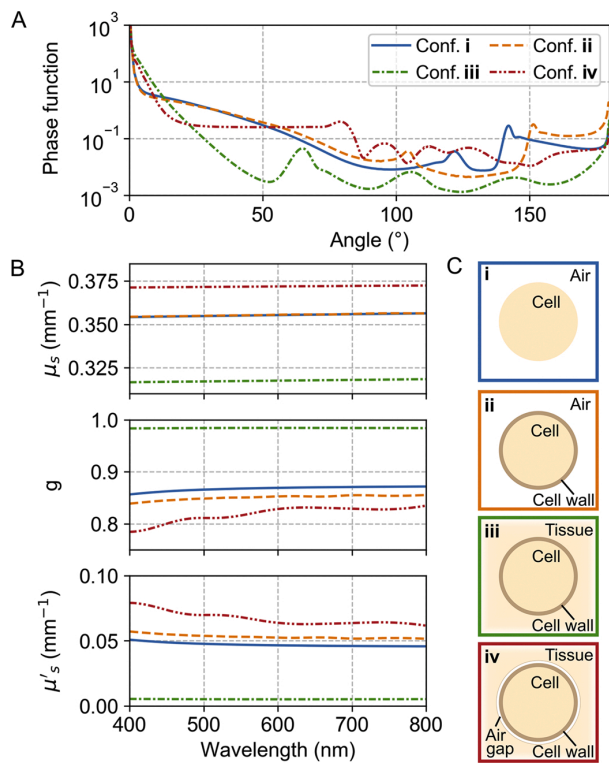 A
Phase function
10³
10¹
10⁻¹
10⁻³
Conf. i
Conf. ii
Conf. iii
Conf. iv
0
50
100
150
Angle (°)
B
μs (mm⁻¹)
0.375
0.350
0.325
g
1.0
0.9
0.8
μ's (mm⁻¹)
0.10
0.05
0.00
400
500
600
700
800
Wavelength (nm)
C
i
Air
Cell
ii
Air
Cell
Cell wall
iii
Tissue
Cell
Cell wall
iv
Tissue
Cell
Air
gap
Cell wall